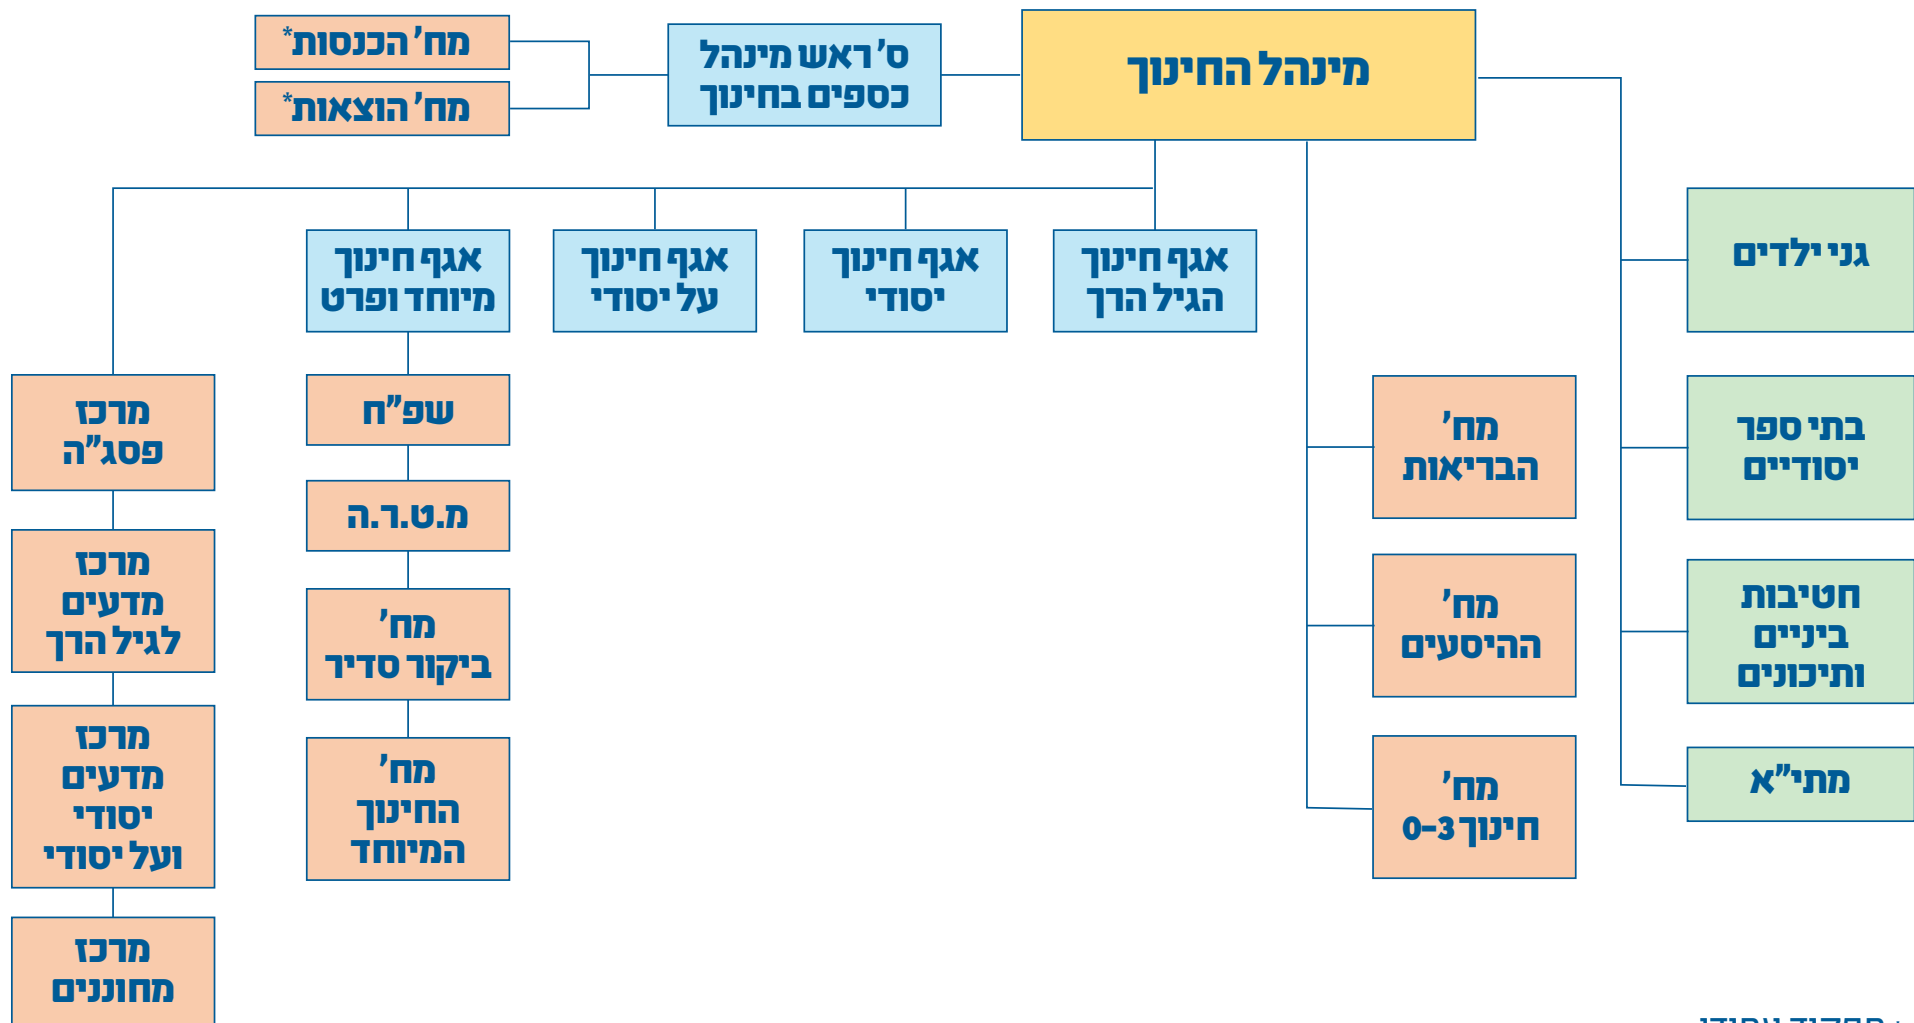 מינהל החינוך
ס' ראש מינהל
כספים בחינוך
מח' הכנסות*
מח' הוצאות*
גני ילדים
בתי ספר
יסודיים
חטיבות
ביניים
ותיכונים
מתי"א
מח'
הבריאות
מח'
ההיסעים
מח'
חינוך 0-3
אגף חינוך
הגיל הרך
אגף חינוך
יסודי
אגף חינוך
על יסודי
אגף חינוך
מיוחד ופרט
שפ"ח
מ.ט.ר.ה
מח'
ביקור סדיר
מח'
החינוך
המיוחד
מרכז
פסג"ה
מרכז
מדעים
לגיל הרך
מרכז
מדעים
יסודי
ועל יסודי
מרכז
מחוננים